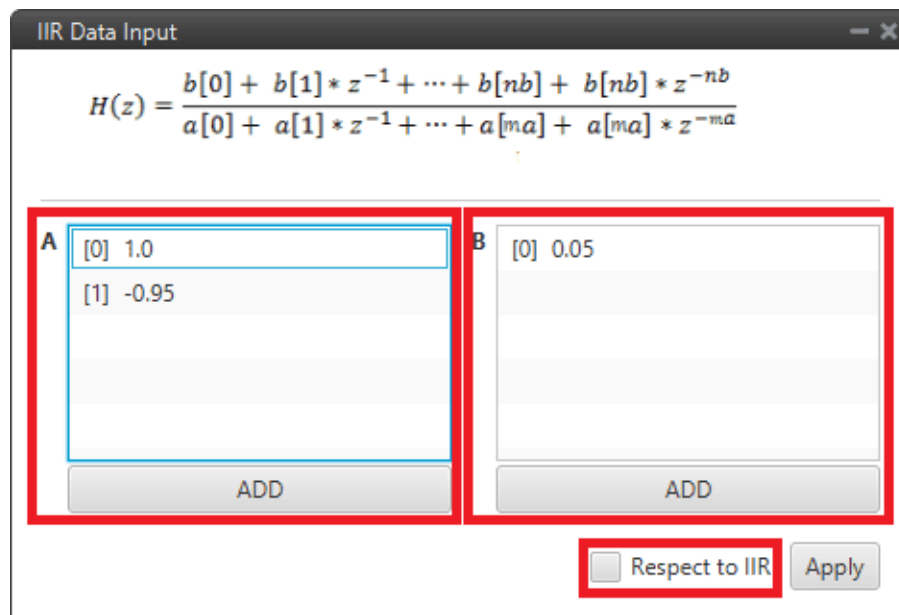 IIR Data Input
H(z) = (b[0] + b[1] * z^-1 + ⋯ + b[nb] + b[nb] * z^-nb) / (a[0] + a[1] * z^-1 + ⋯ + a[ma] + a[ma] * z^-ma)
A
[0] 1.0
[1] -0.95
ADD
B
[0] 0.05
ADD
Respect to IIR
Apply